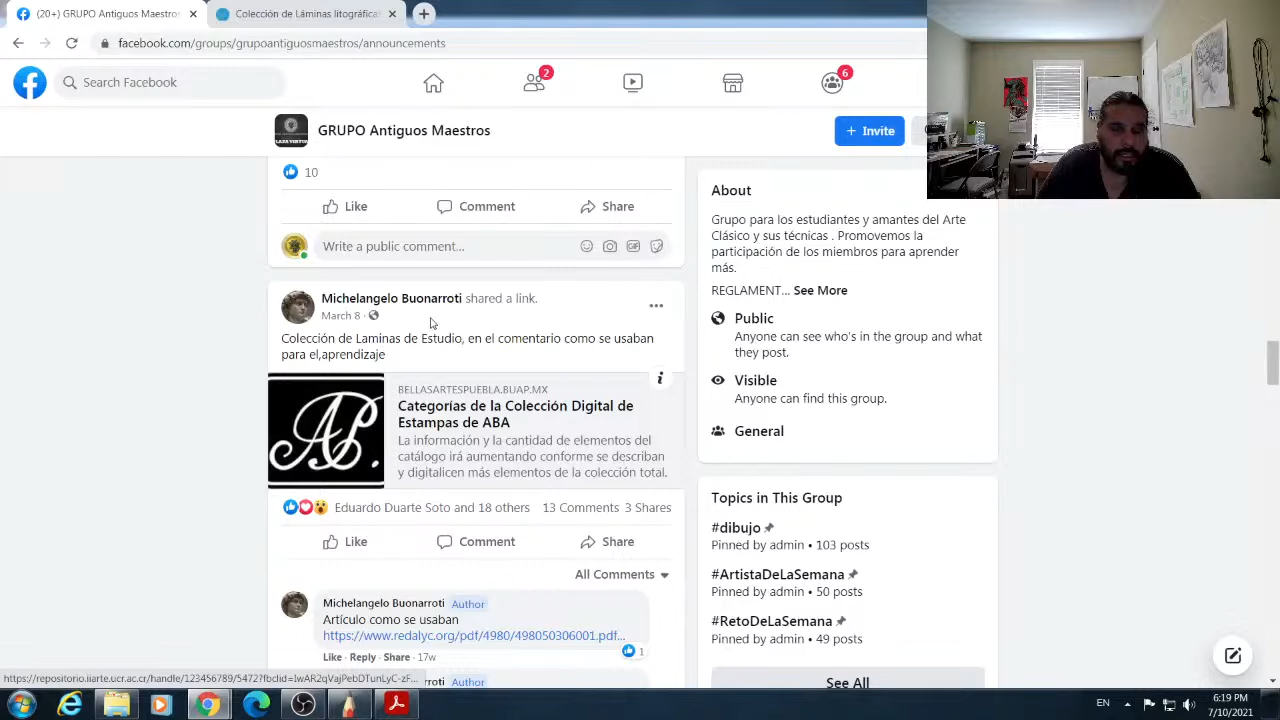 (20+) GRUPO Antiguos Maestros
Colección de Láminas litográficas
facebook.com/groups/grupoantiguosmaestros/announcements
Search Facebook
2
6
GRUPO Antiguos Maestros
+ Invite
10
Like
Comment
Share
Write a public comment...
Michelangelo Buonarroti shared a link.
March 8
Colección de Laminas de Estudio, en el comentario como se usaban
para el,aprendizaje
BELLASARTESPUEBLA.BUAP.MX
Categorías de la Colección Digital de
Estampas de ABA
La información y la cantidad de elementos del
catálogo irá aumentando conforme se describan
y digitalicen más elementos de la colección total.
Eduardo Duarte Soto and 18 others
13 Comments 3 Shares
Like
Comment
Share
All Comments
Michelangelo Buonarroti Author
Artículo como se usaban
https://www.redalyc.org/pdf/4980/498050306001.pdf...
Like · Reply · Share · 17w
1
Author
About
Grupo para los estudiantes y amantes del Arte
Clásico y sus técnicas . Promovemos la
participación de los miembros para aprender
más.
REGLAMENT... See More
Public
Anyone can see who's in the group and what
they post.
Visible
Anyone can find this group.
General
Topics in This Group
#dibujo
Pinned by admin • 103 posts
#ArtistaDeLaSemana
Pinned by admin • 50 posts
#RetoDeLaSemana
Pinned by admin • 49 posts
See All
EN
6:19 PM
7/10/2021